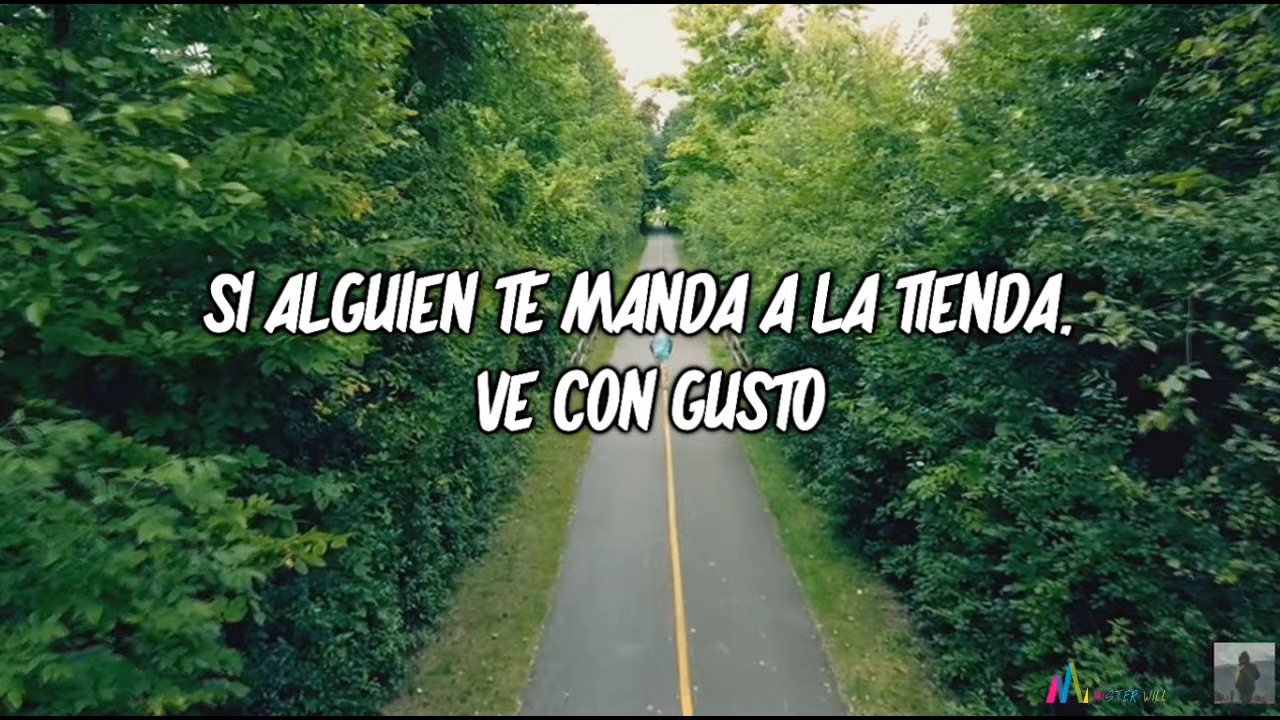 SI ALGUIEN TE MANDA A LA TIENDA,
VE CON GUSTO
MISTER WILL